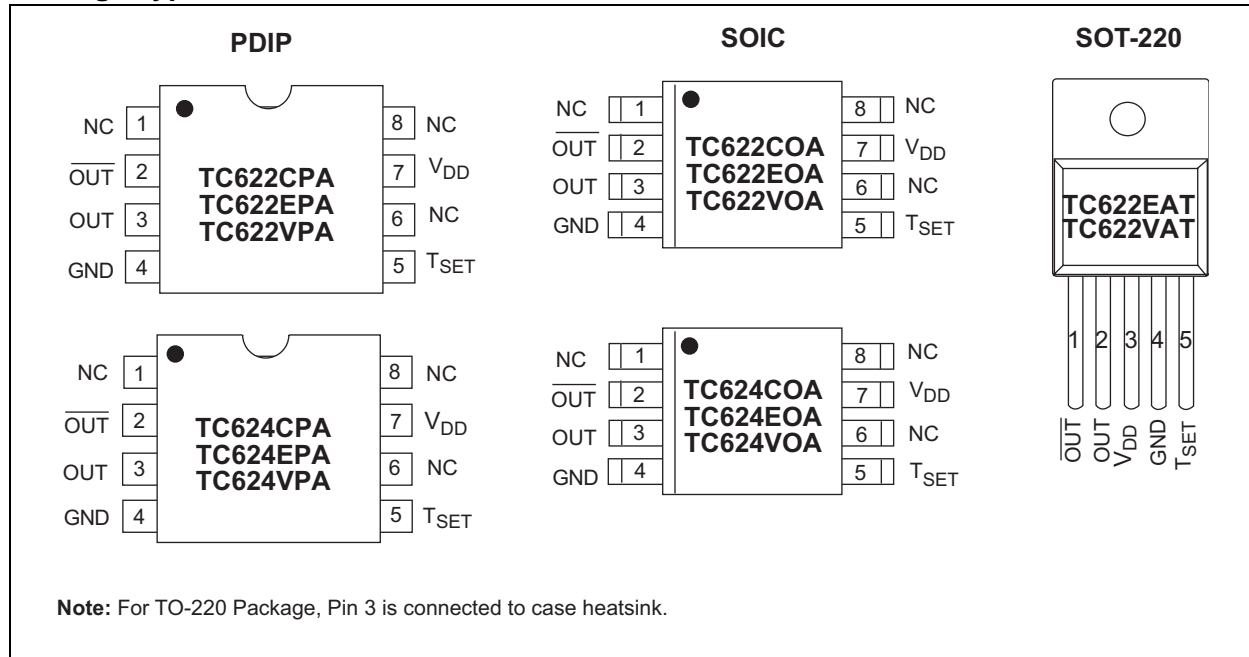 PDIP
NC 1
8 NC
OUT 2
7 VDD
OUT 3
6 NC
GND 4
5 TSET
TC622CPA
TC622EPA
TC622VPA
NC 1
8 NC
OUT 2
7 VDD
OUT 3
6 NC
GND 4
5 TSET
TC624CPA
TC624EPA
TC624VPA
SOIC
NC 1
8 NC
OUT 2
7 VDD
OUT 3
6 NC
GND 4
5 TSET
TC622COA
TC622EOA
TC622VOA
NC 1
8 NC
OUT 2
7 VDD
OUT 3
6 NC
GND 4
5 TSET
TC624COA
TC624EOA
TC624VOA
SOT-220
TC622EAT
TC622VAT
1 2 3 4 5
OUT
OUT
VDD
GND
TSET
Note: For TO-220 Package, Pin 3 is connected to case heatsink.